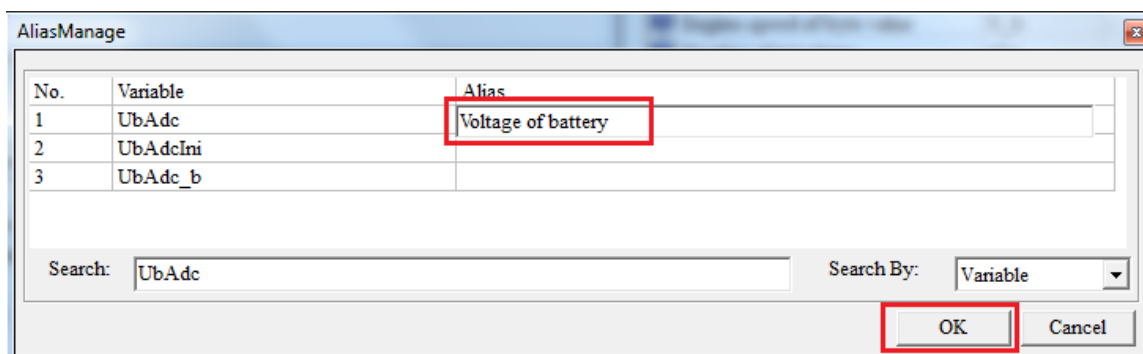 AliasManage
No. Variable Alias
1 UbAdc Voltage of battery
2 UbAdcIni
3 UbAdc_b
Search: UbAdc Search By: Variable
OK Cancel